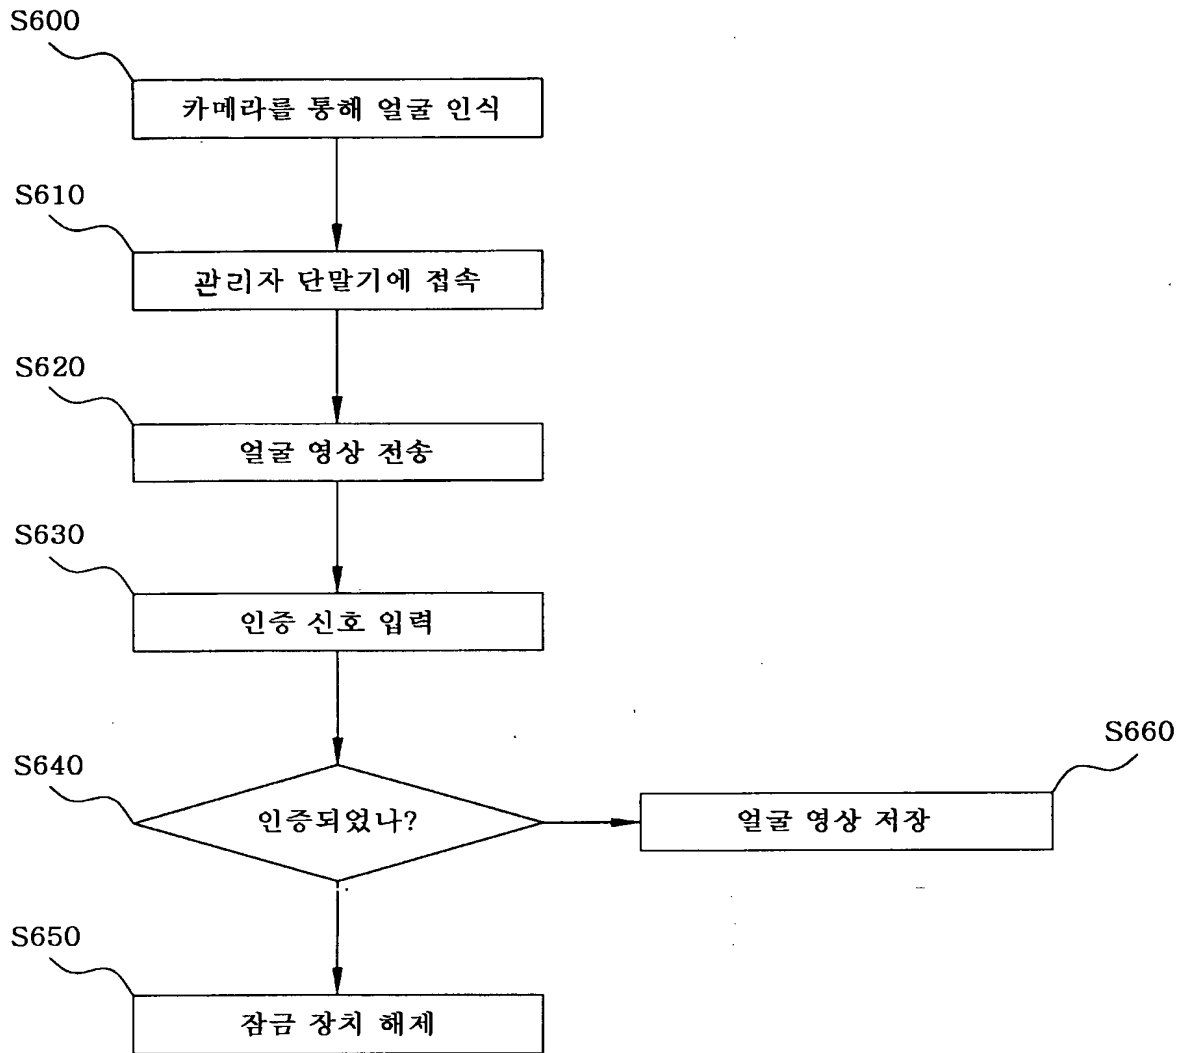 S600
카메라를 통해 얼굴 인식
S610
관리자 단말기에 접속
S620
얼굴 영상 전송
S630
인증 신호 입력
S640
인증되었나?
S660
얼굴 영상 저장
S650
잠금 장치 해제